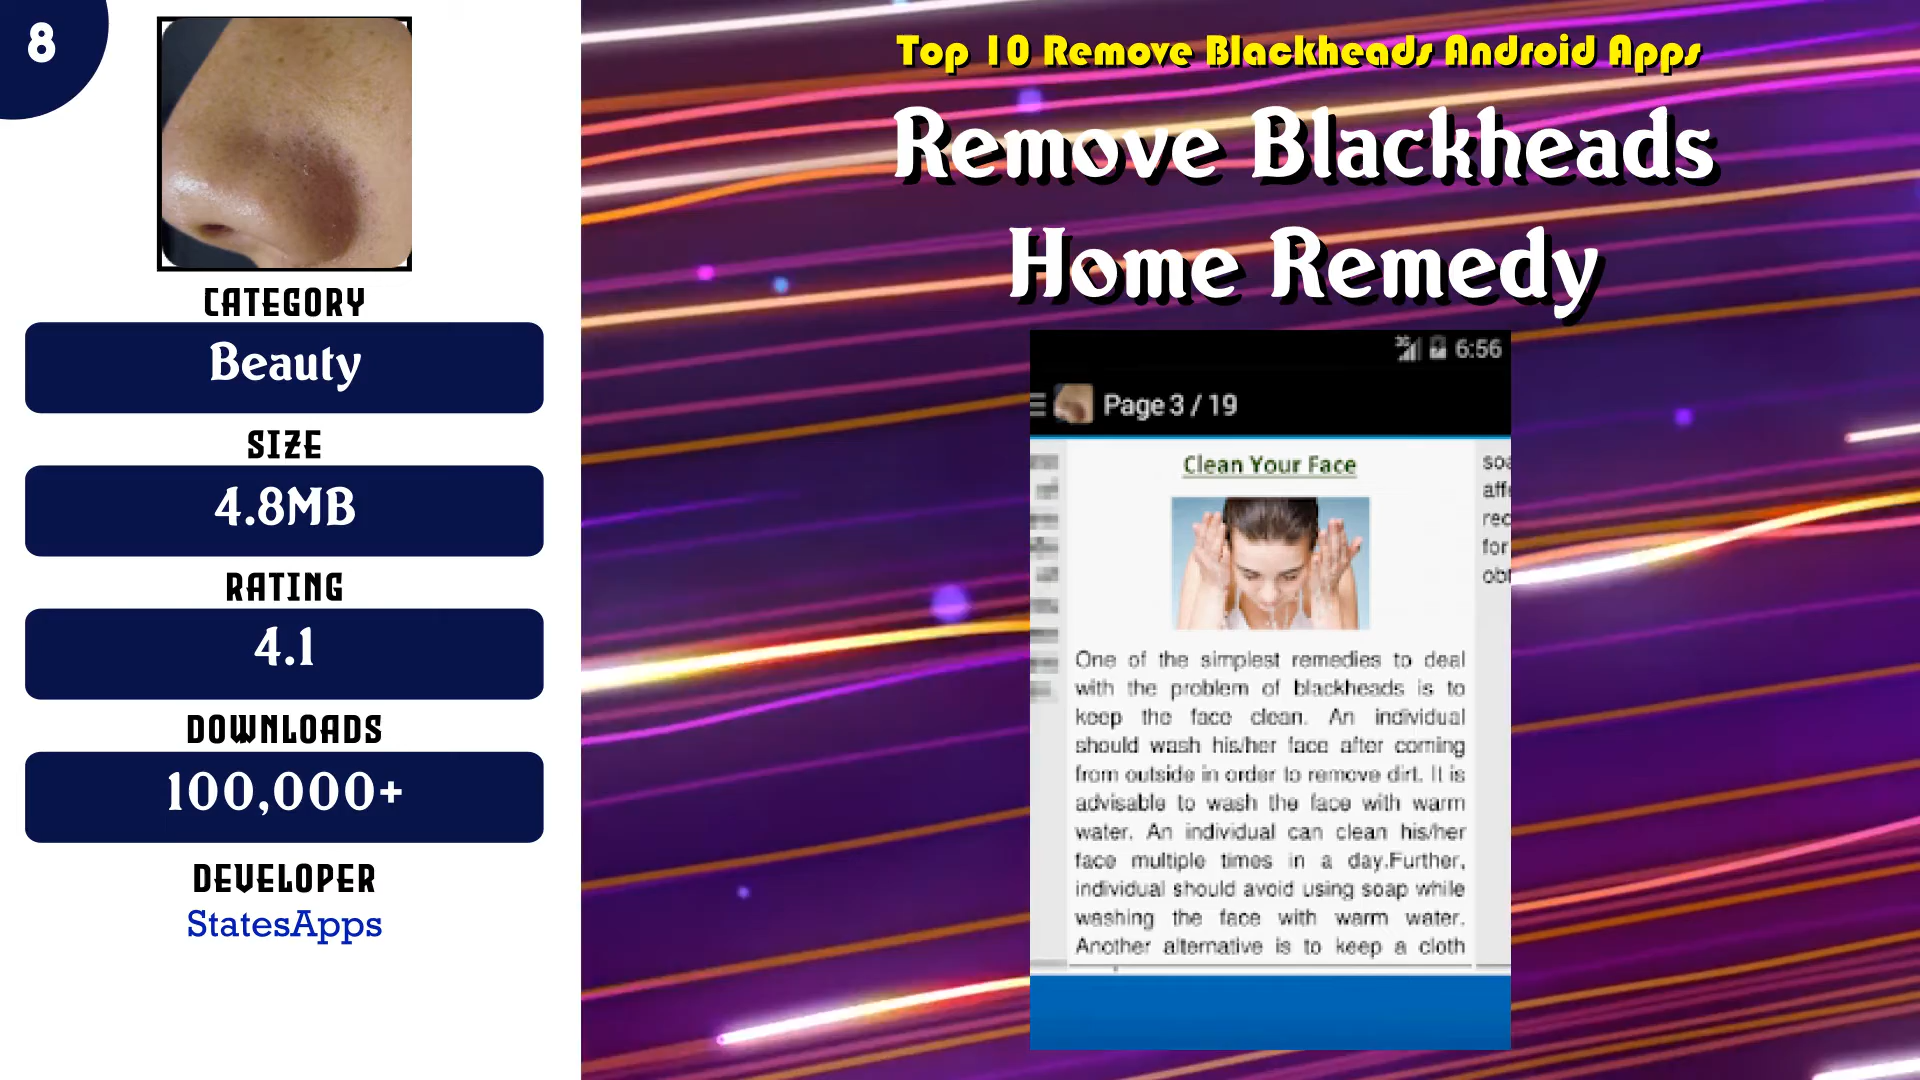 8
CATEGORY
Beauty
SIZE
4.8MB
RATING
4.1
DOWNLOADS
100,000+
DEVELOPER
StatesApps
Top 10 Remove Blackheads Android Apps
Remove Blackheads
Home Remedy
3G 6:56
Page 3 / 19
Clean Your Face
One of the simplest remedies to deal
with the problem of blackheads is to
keep the face clean. An individual
should wash his/her face after coming
from outside in order to remove dirt. It is
advisable to wash the face with warm
water. An individual can clean his/her
face multiple times in a day.Further,
individual should avoid using soap while
washing the face with warm water.
Another alternative is to keep a cloth
for